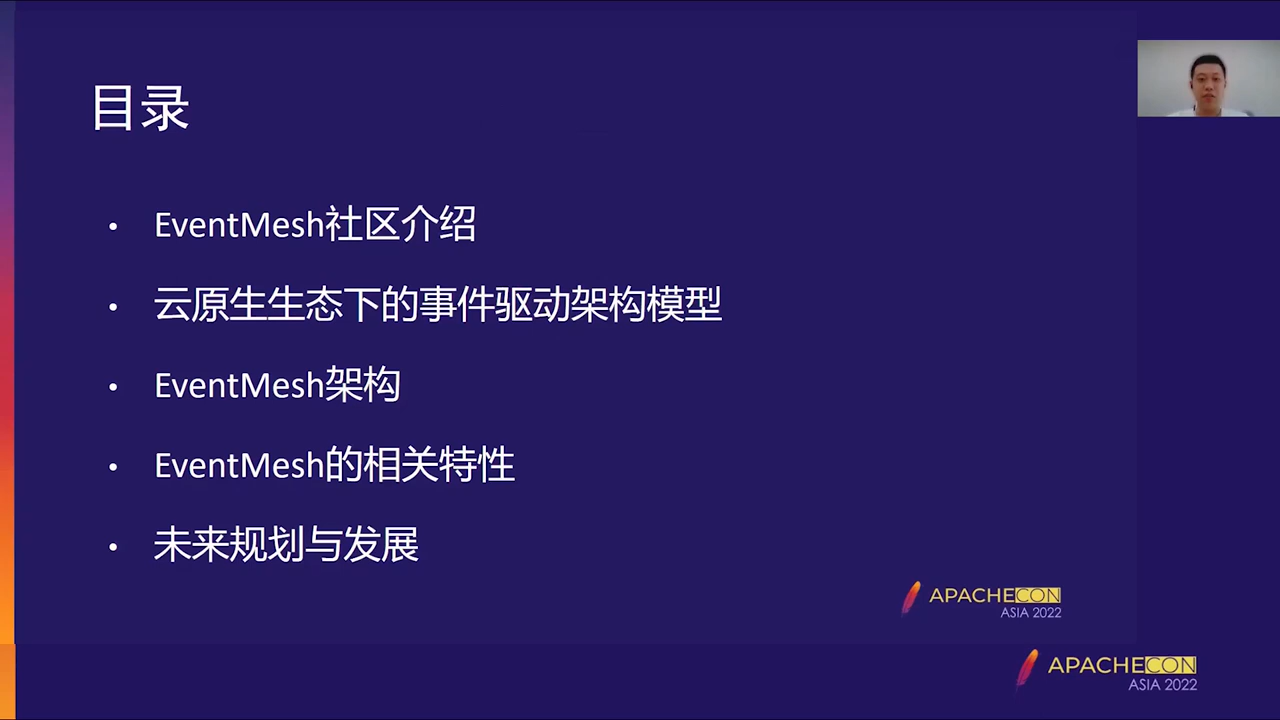 目录
• EventMesh社区介绍
• 云原生生态下的事件驱动架构模型
• EventMesh架构
• EventMesh的相关特性
• 未来规划与发展
APACHECON
ASIA 2022
APACHECON
ASIA 2022